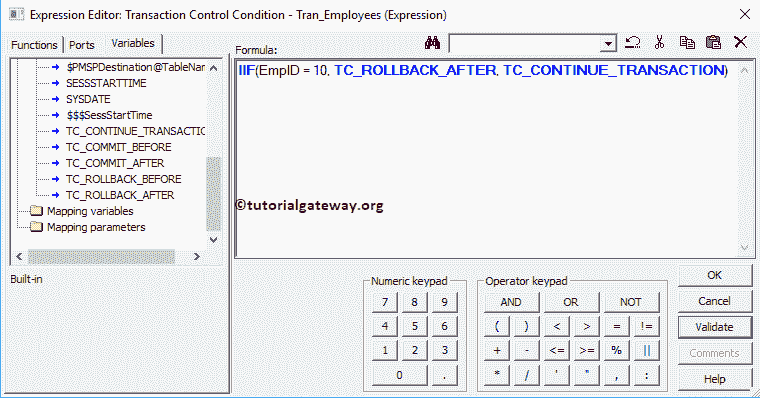 Expression Editor: Transaction Control Condition - Tran_Employees (Expression)
Functions Ports Variables
Formula:
$PMSPDestination@TableNar
SESSSTARTTIME
SYSDATE
$$$SessStartTime
TC_CONTINUE_TRANSACTIO
TC_COMMIT_BEFORE
TC_COMMIT_AFTER
TC_ROLLBACK_BEFORE
TC_ROLLBACK_AFTER
Mapping variables
Mapping parameters
Built-in
IIF(EmpID = 10, TC_ROLLBACK_AFTER, TC_CONTINUE_TRANSACTION)
©tutorialgateway.org
Numeric keypad
7 8 9
4 5 6
1 2 3
0 .
Operator keypad
AND OR NOT
( ) < > = !=
+ - <= >= % ||
* / ' " , :
OK
Cancel
Validate
Comments
Help